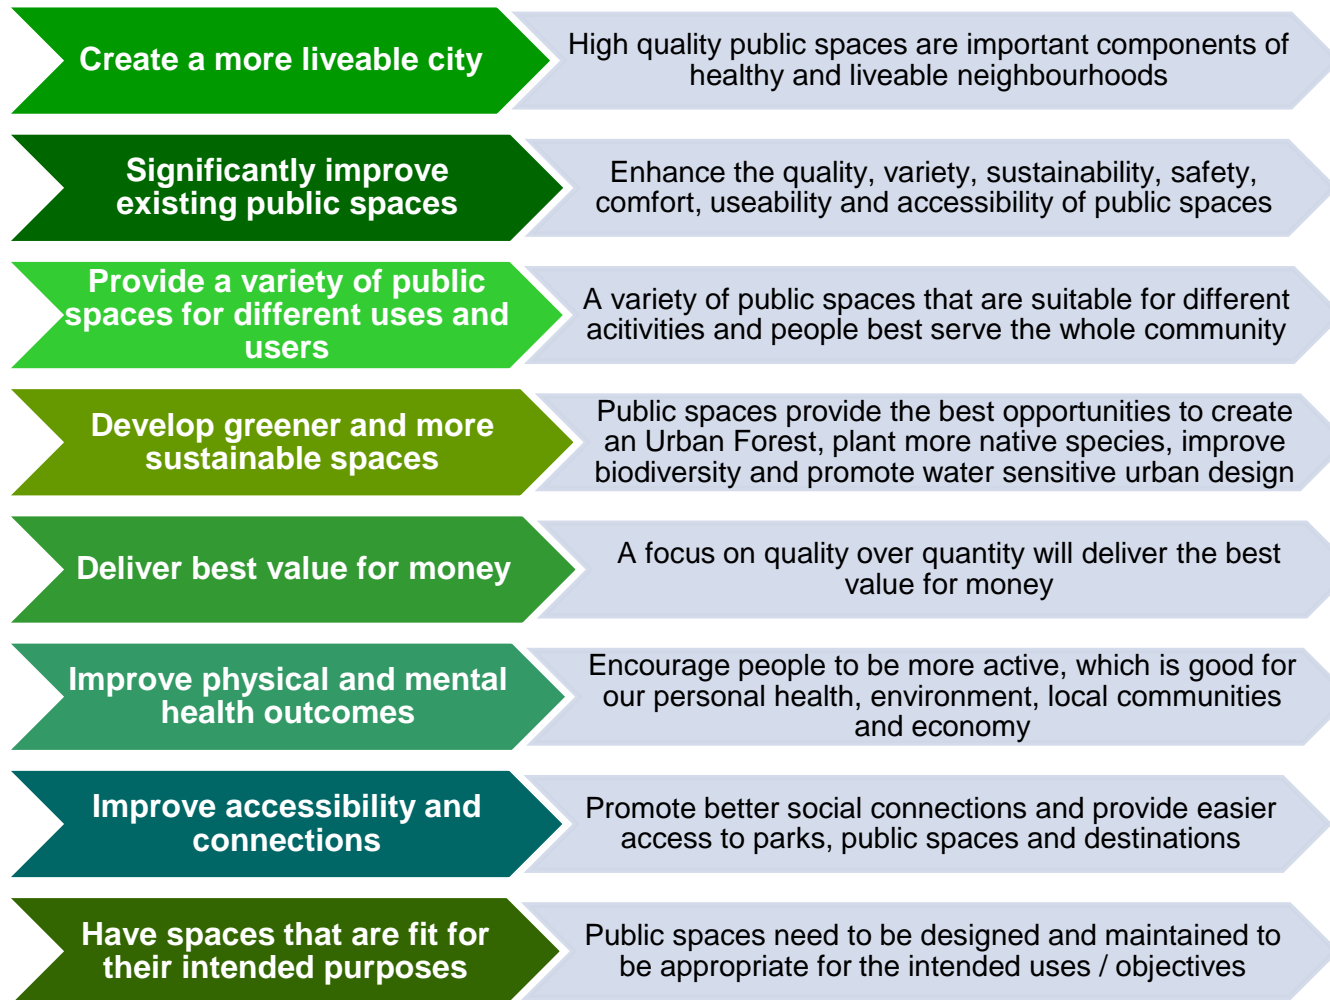 Create a more liveable city
High quality public spaces are important components of
healthy and liveable neighbourhoods
Significantly improve
existing public spaces
Enhance the quality, variety, sustainability, safety,
comfort, useability and accessibility of public spaces
Provide a variety of public
spaces for different uses and
users
A variety of public spaces that are suitable for different
acitivities and people best serve the whole community
Develop greener and more
sustainable spaces
Public spaces provide the best opportunities to create
an Urban Forest, plant more native species, improve
biodiversity and promote water sensitive urban design
Deliver best value for money
A focus on quality over quantity will deliver the best
value for money
Improve physical and mental
health outcomes
Encourage people to be more active, which is good for
our personal health, environment, local communities
and economy
Improve accessibility and
connections
Promote better social connections and provide easier
access to parks, public spaces and destinations
Have spaces that are fit for
their intended purposes
Public spaces need to be designed and maintained to
be appropriate for the intended uses / objectives